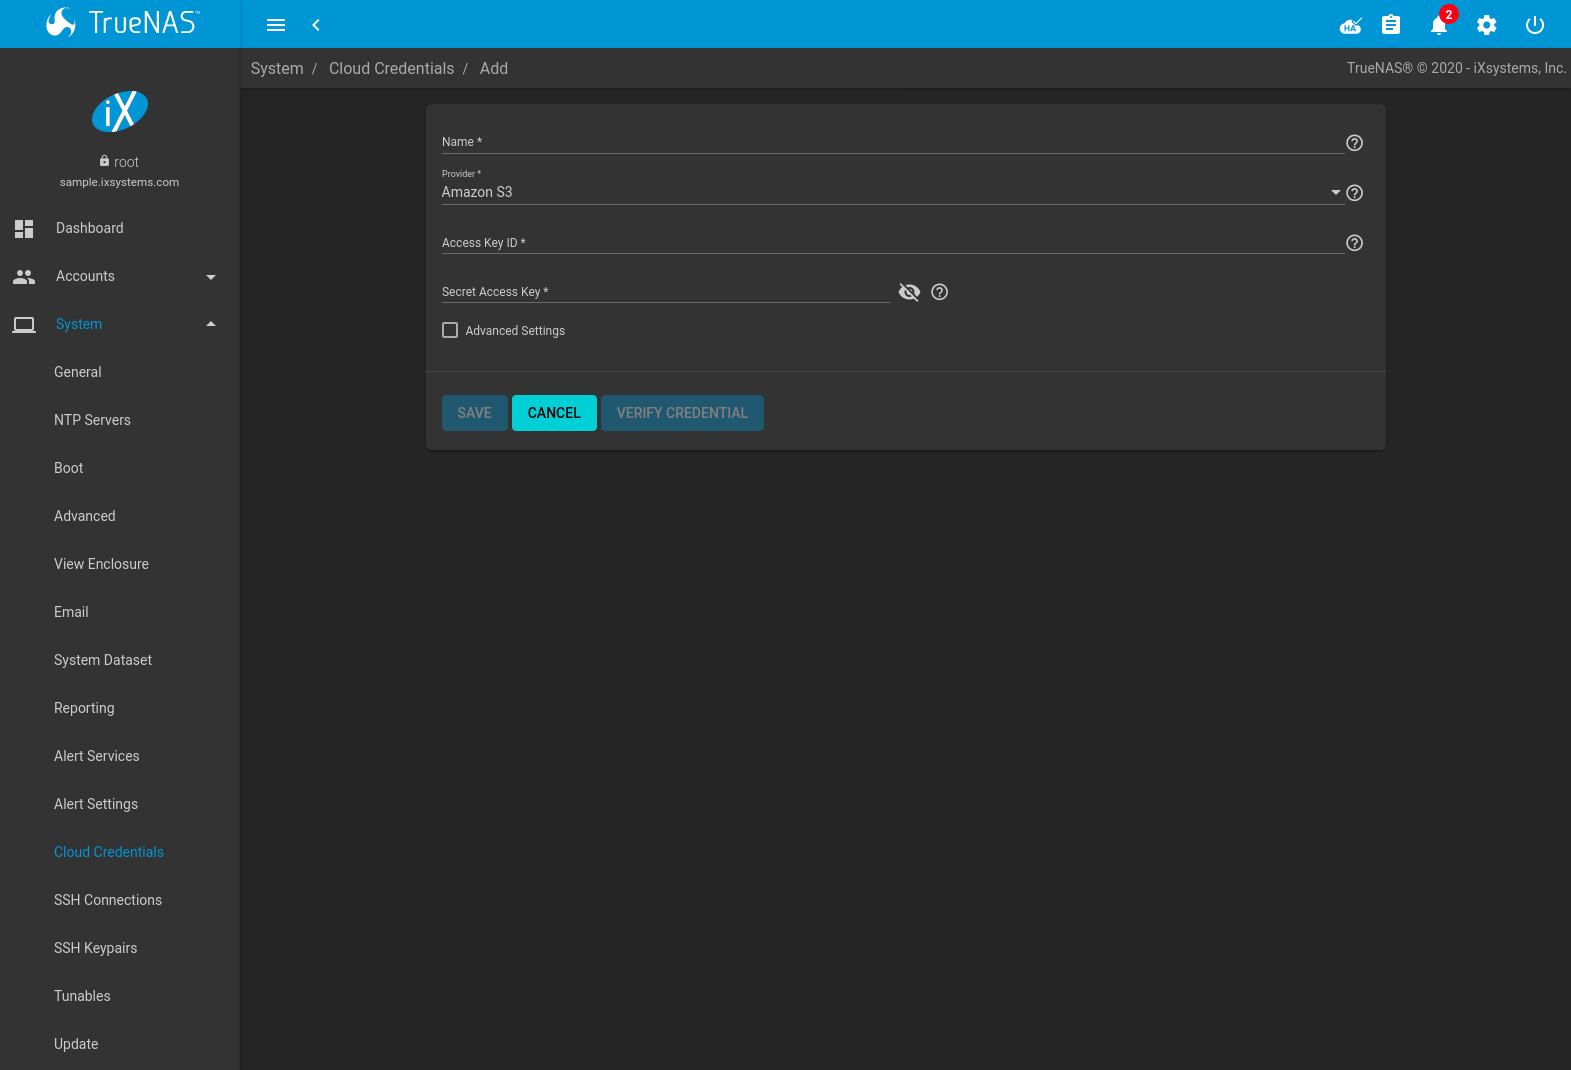 TrueNAS™
HA
2
System / Cloud Credentials / Add
TrueNAS® © 2020 - iXsystems, Inc.
iX
root
sample.ixsystems.com
Dashboard
Accounts
System
General
NTP Servers
Boot
Advanced
View Enclosure
Email
System Dataset
Reporting
Alert Services
Alert Settings
Cloud Credentials
SSH Connections
SSH Keypairs
Tunables
Update
Name *
Provider *
Amazon S3
Access Key ID *
Secret Access Key *
Advanced Settings
SAVE CANCEL VERIFY CREDENTIAL